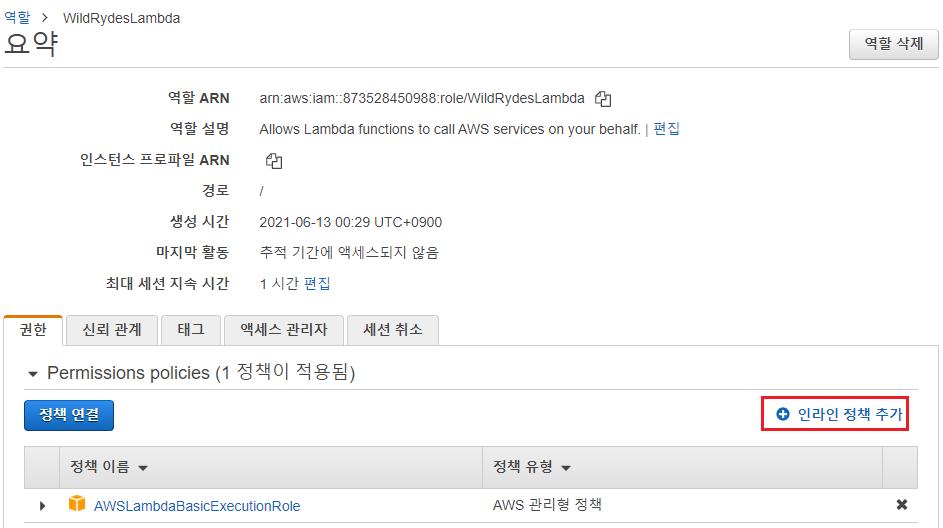 역할 > WildRydesLambda
요약
역할 삭제
역할 ARN arn:aws:iam::873528450988:role/WildRydesLambda
역할 설명 Allows Lambda functions to call AWS services on your behalf. | 편집
인스턴스 프로파일 ARN
경로 /
생성 시간 2021-06-13 00:29 UTC+0900
마지막 활동 추적 기간에 액세스되지 않음
최대 세션 지속 시간 1 시간 편집
권한 신뢰 관계 태그 액세스 관리자 세션 취소
Permissions policies (1 정책이 적용됨)
정책 연결 인라인 정책 추가
정책 이름 정책 유형
AWSLambdaBasicExecutionRole AWS 관리형 정책